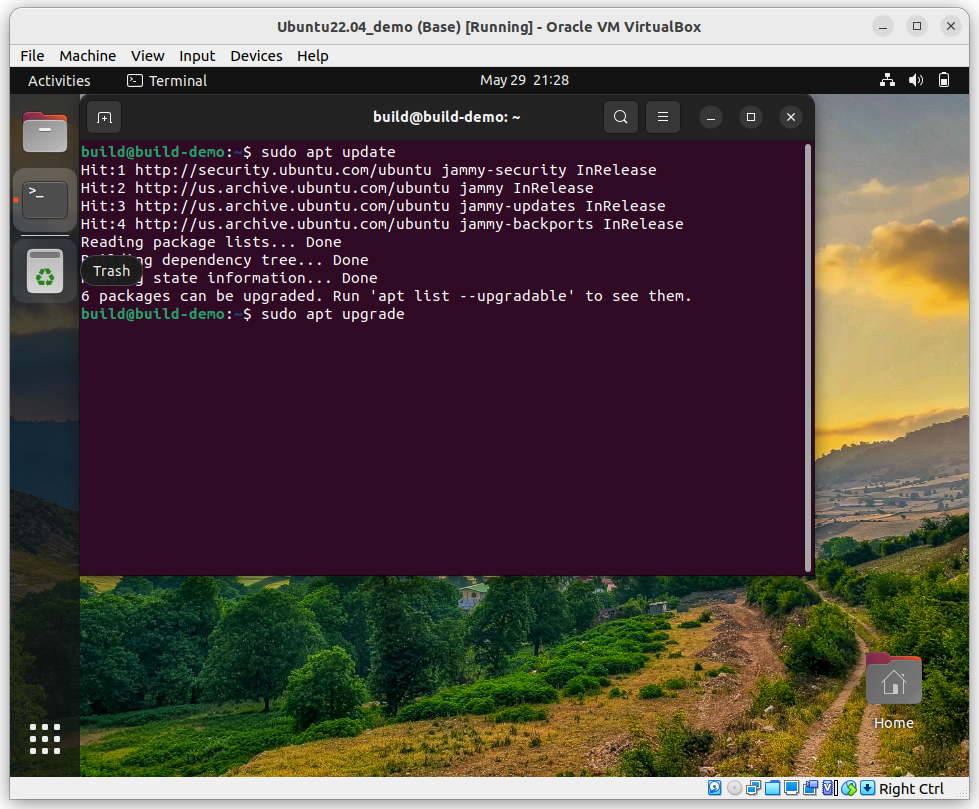 Ubuntu22.04_demo (Base) [Running] - Oracle VM VirtualBox
File Machine View Input Devices Help
Activities Terminal May 29 21:28
build@build-demo: ~
build@build-demo:~$ sudo apt update
Hit:1 http://security.ubuntu.com/ubuntu jammy-security InRelease
Hit:2 http://us.archive.ubuntu.com/ubuntu jammy InRelease
Hit:3 http://us.archive.ubuntu.com/ubuntu jammy-updates InRelease
Hit:4 http://us.archive.ubuntu.com/ubuntu jammy-backports InRelease
Reading package lists... Done
dependency tree... Done
Trash
state information... Done
6 packages can be upgraded. Run 'apt list --upgradable' to see them.
build@build-demo:~$ sudo apt upgrade
Home
Right Ctrl